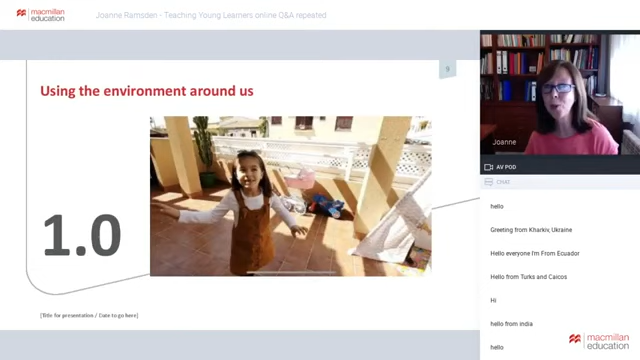 macmillan
education
Joanne Ramsden - Teaching Young Learners online Q&A repeated
9
Using the environment around us
1.0
[Title for presentation / Date to go here]
Joanne
AV POD
CHAT
hello
Greeting from Kharkiv, Ukraine
Hello everyone I'm From Ecuador
Hello from Turks and Caicos
Hi
hello from india
hello
macmillan
education